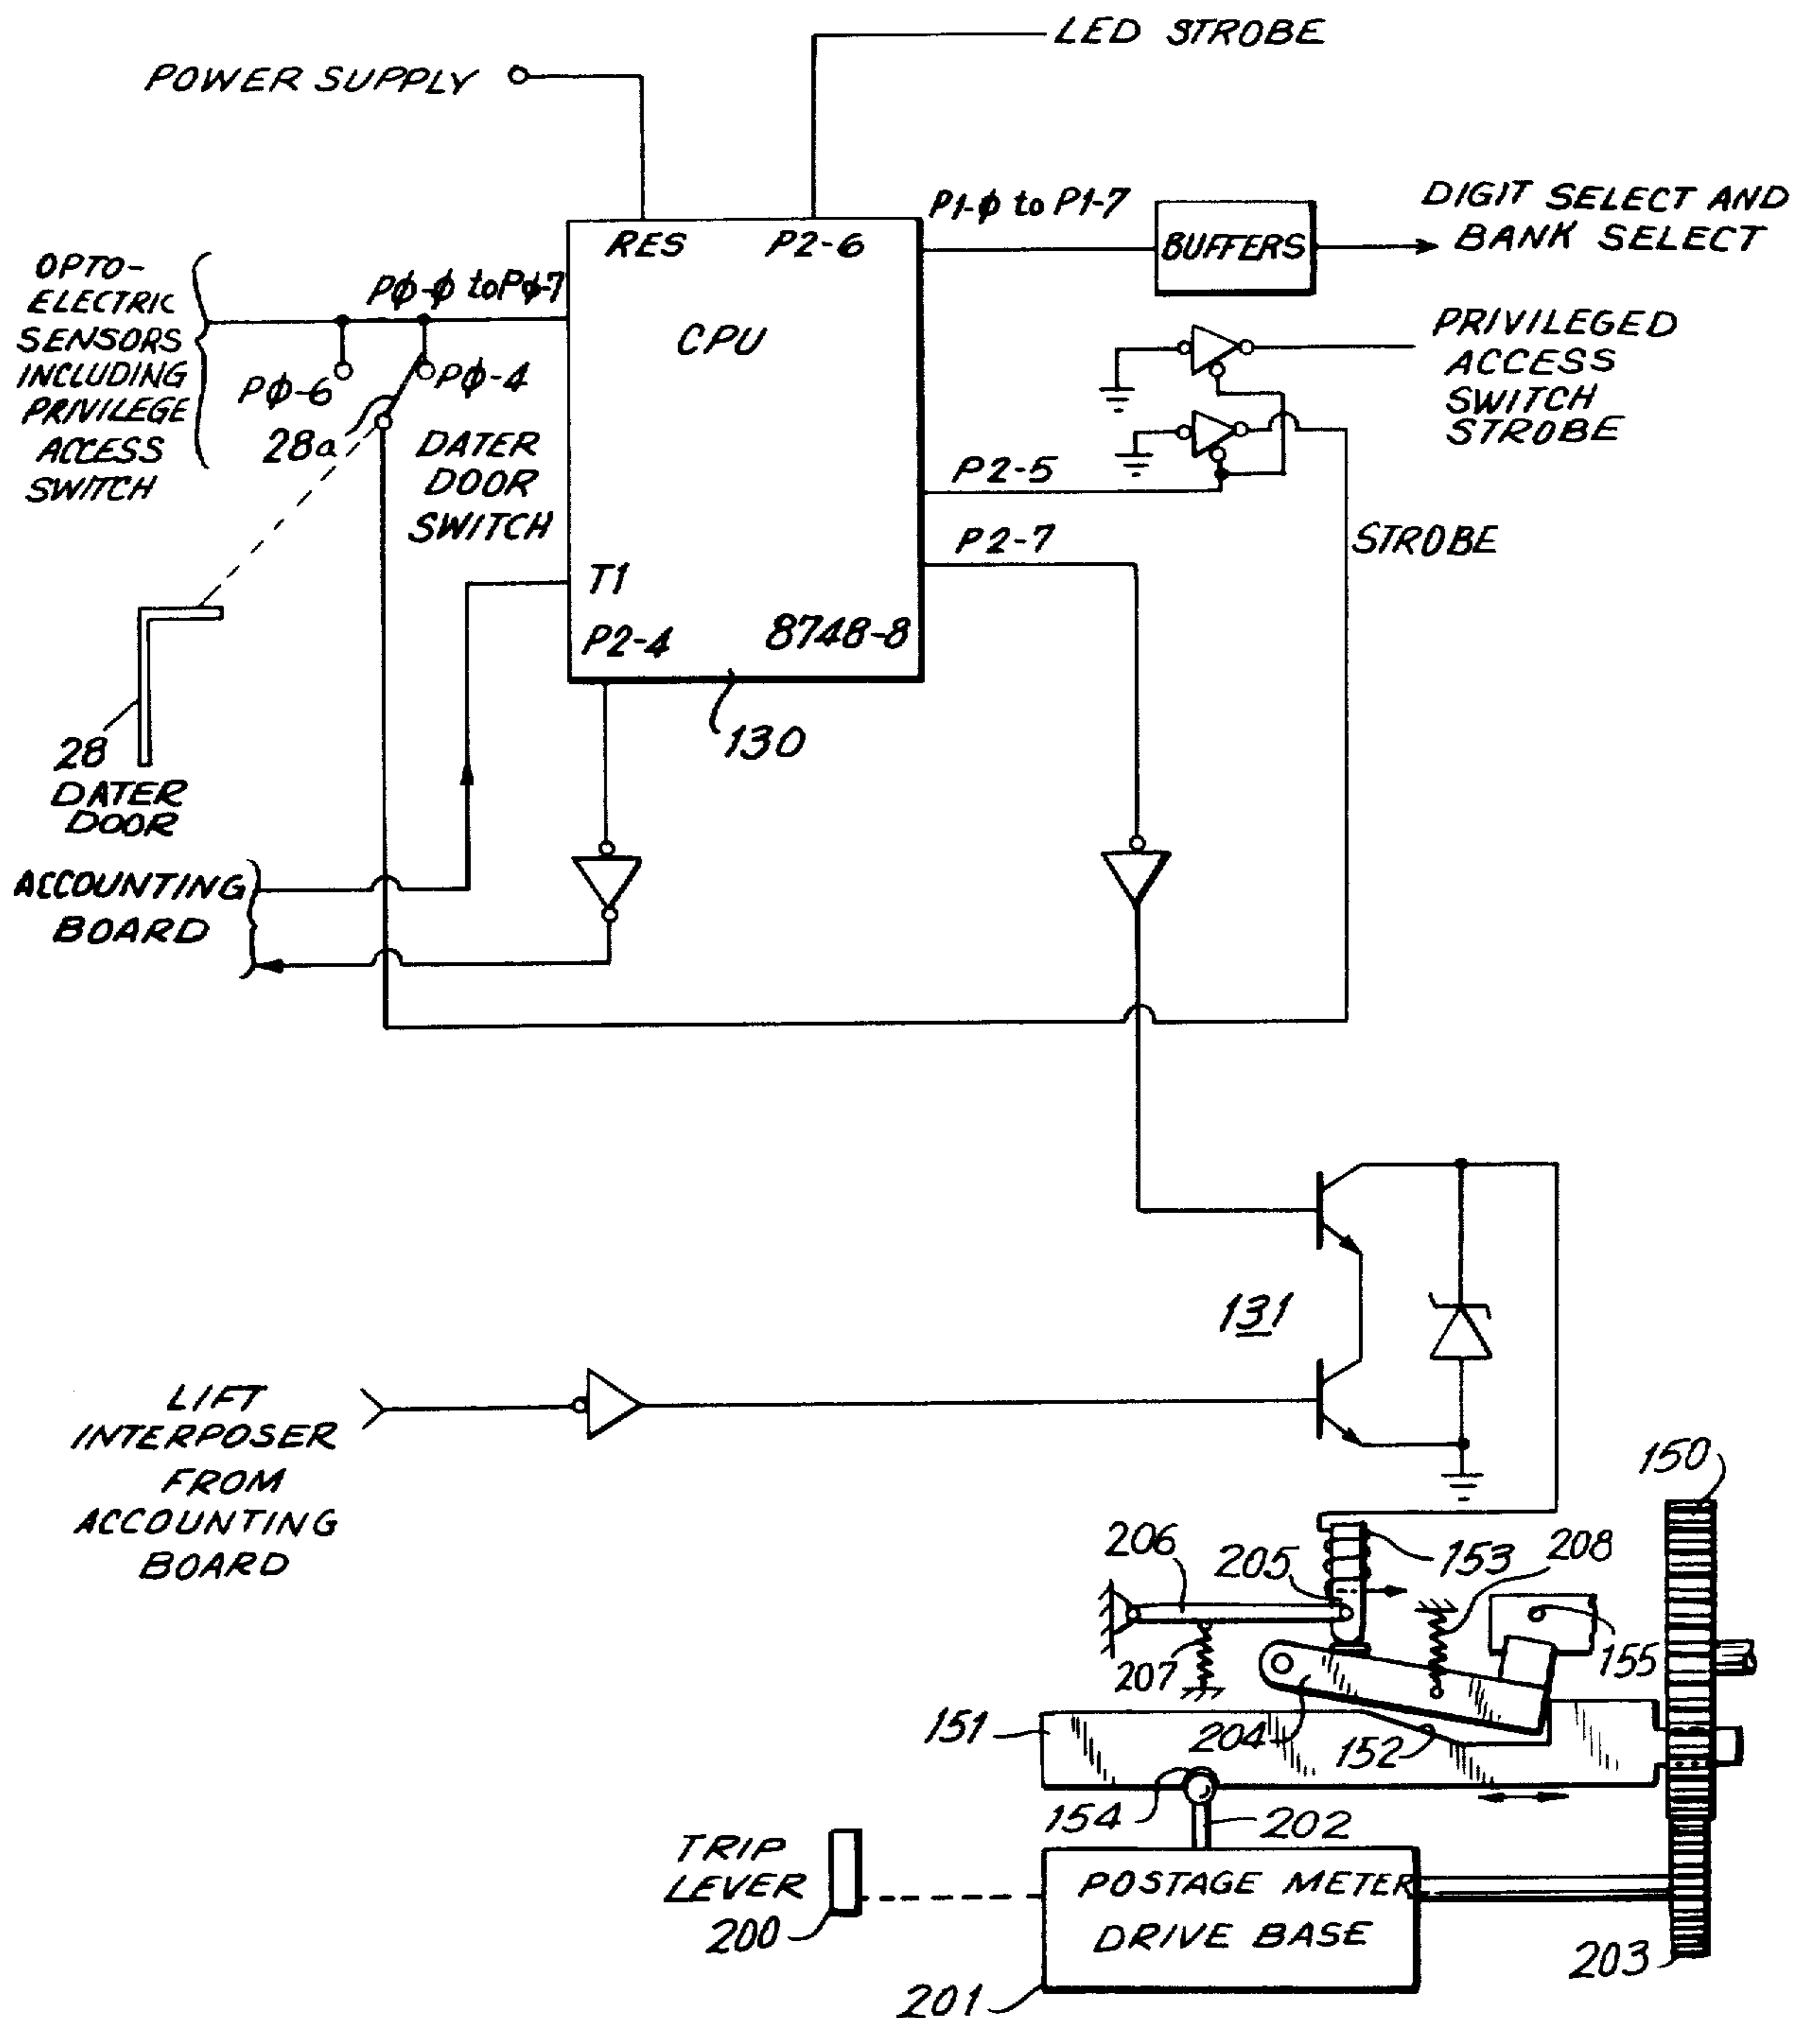 LED STROBE
POWER SUPPLY
P1-φ to P1-7
DIGIT SELECT AND
BANK SELECT
BUFFERS
RES
P2-6
OPTO-
ELECTRIC
SENSORS
INCLUDING
PRIVILEGE
ACCESS
SWITCH
Pφ-φ to Pφ-7
CPU
PRIVILEGED
ACCESS
SWITCH
STROBE
Pφ-6
Pφ-4
28a
DATER
DOOR
SWITCH
P2-5
P2-7
STROBE
T1
P2-4
8748-8
130
28
DATER
DOOR
ACCOUNTING
BOARD
131
LIFT
INTERPOSER
FROM
ACCOUNTING
BOARD
150
206
205
153
208
207
155
151
204
152
154
202
TRIP
LEVER
200
POSTAGE METER
DRIVE BASE
203
201